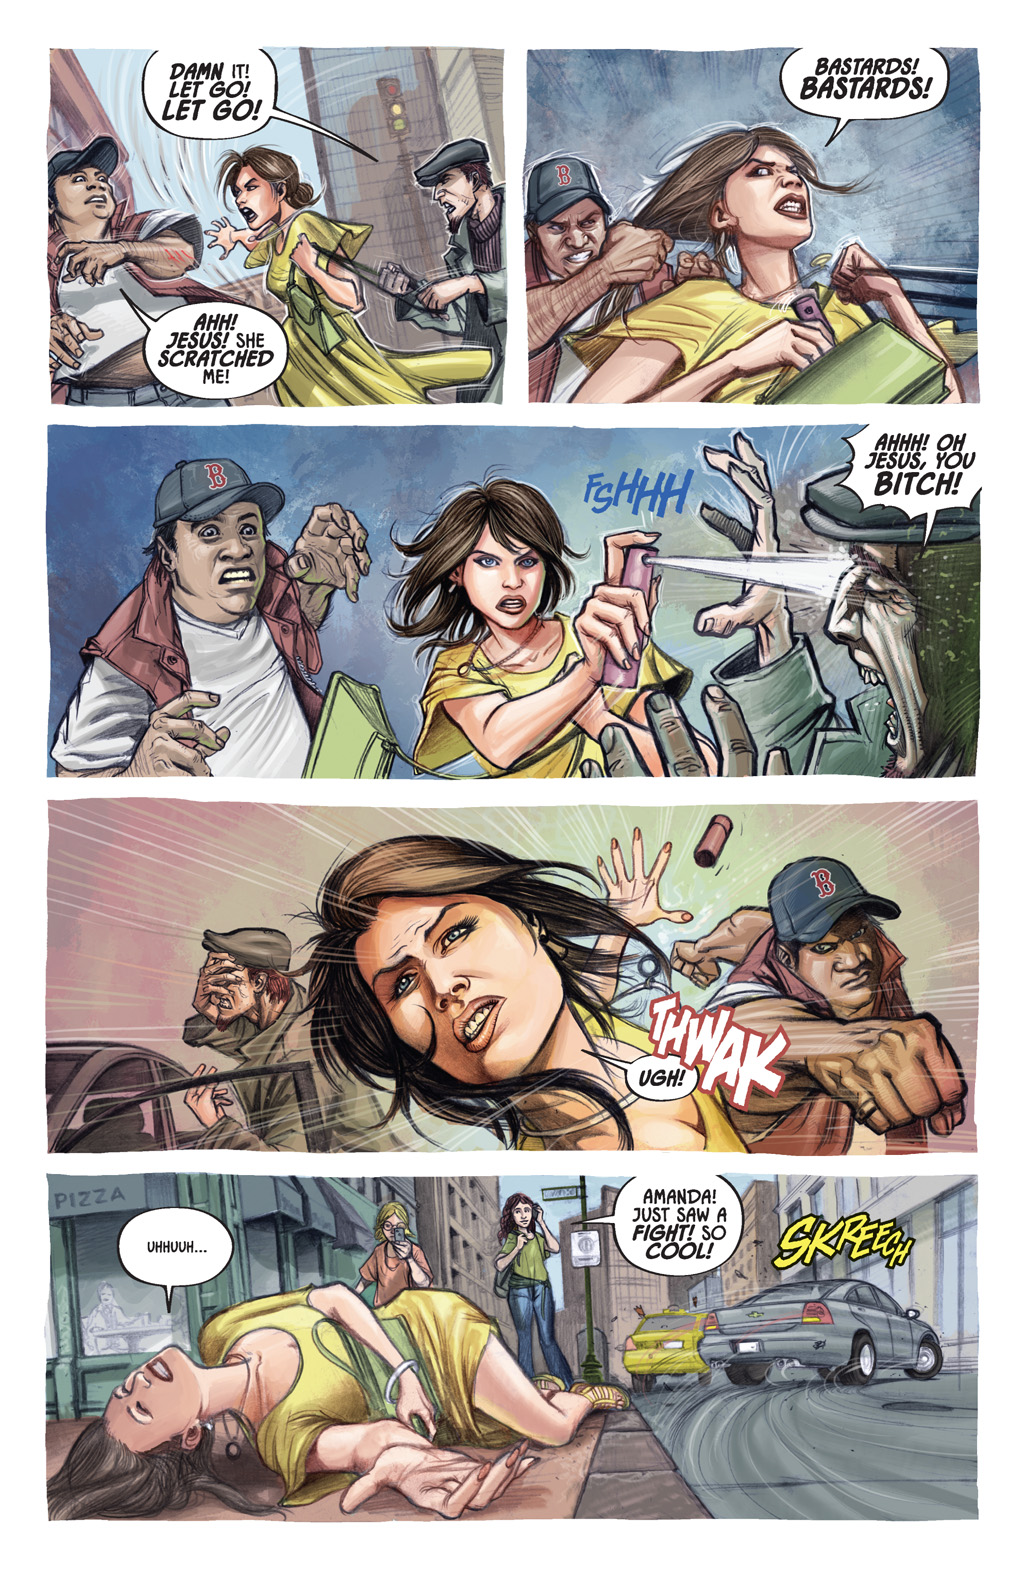 DAMN IT!
LET GO!
LET GO!
AHH!
JESUS! SHE
SCRATCHED
ME!
BASTARDS!
BASTARDS!
B
B
FSHHH
AHHH! OH
JESUS, YOU
BITCH!
B
THWAK
UGH!
PIZZA
UHHUUH...
AMANDA!
JUST SAW A
FIGHT! SO
COOL!
SKREECH